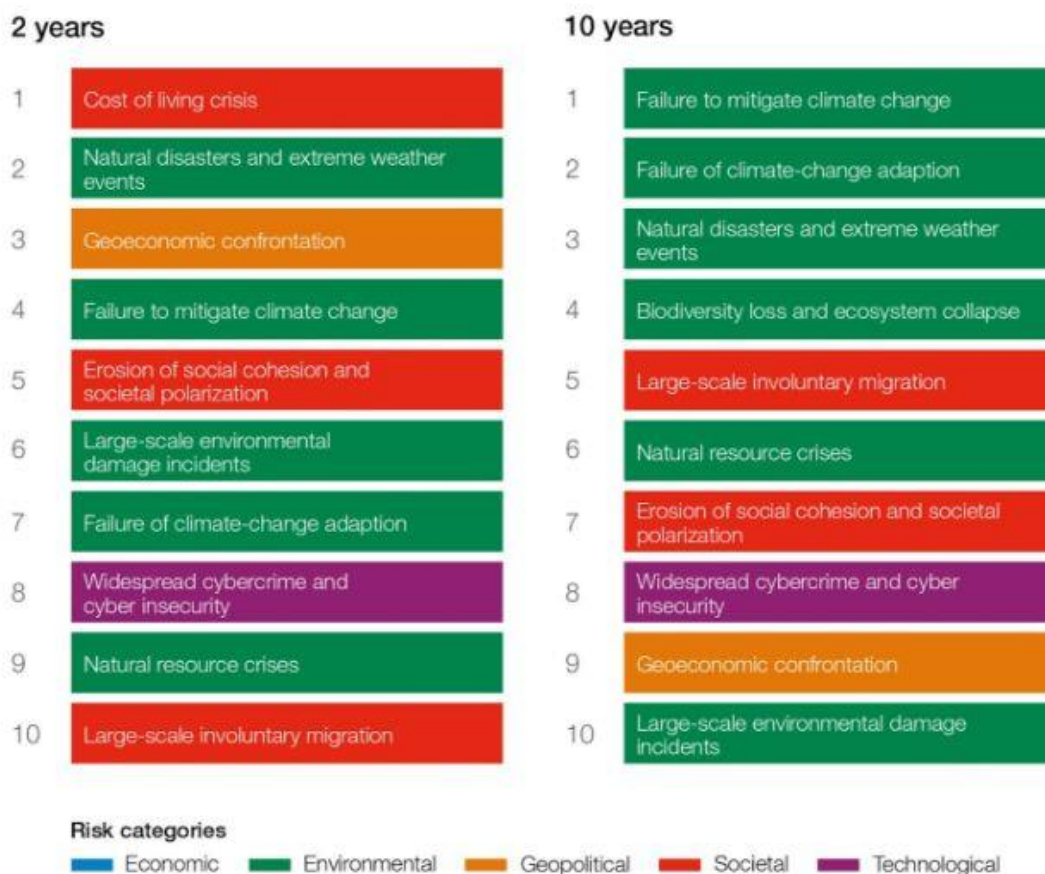 2 years
1
Cost of living crisis
2
Natural disasters and extreme weather
events
3
Geoeconomic confrontation
4
Failure to mitigate climate change
5
Erosion of social cohesion and
societal polarization
6
Large-scale environmental
damage incidents
7
Failure of climate-change adaption
8
Widespread cybercrime and
cyber insecurity
9
Natural resource crises
10
Large-scale involuntary migration
10 years
1
Failure to mitigate climate change
2
Failure of climate-change adaption
3
Natural disasters and extreme weather
events
4
Biodiversity loss and ecosystem collapse
5
Large-scale involuntary migration
6
Natural resource crises
7
Erosion of social cohesion and societal
polarization
8
Widespread cybercrime and cyber
insecurity
9
Geoeconomic confrontation
10
Large-scale environmental damage
incidents
Risk categories
Economic Environmental Geopolitical Societal Technological